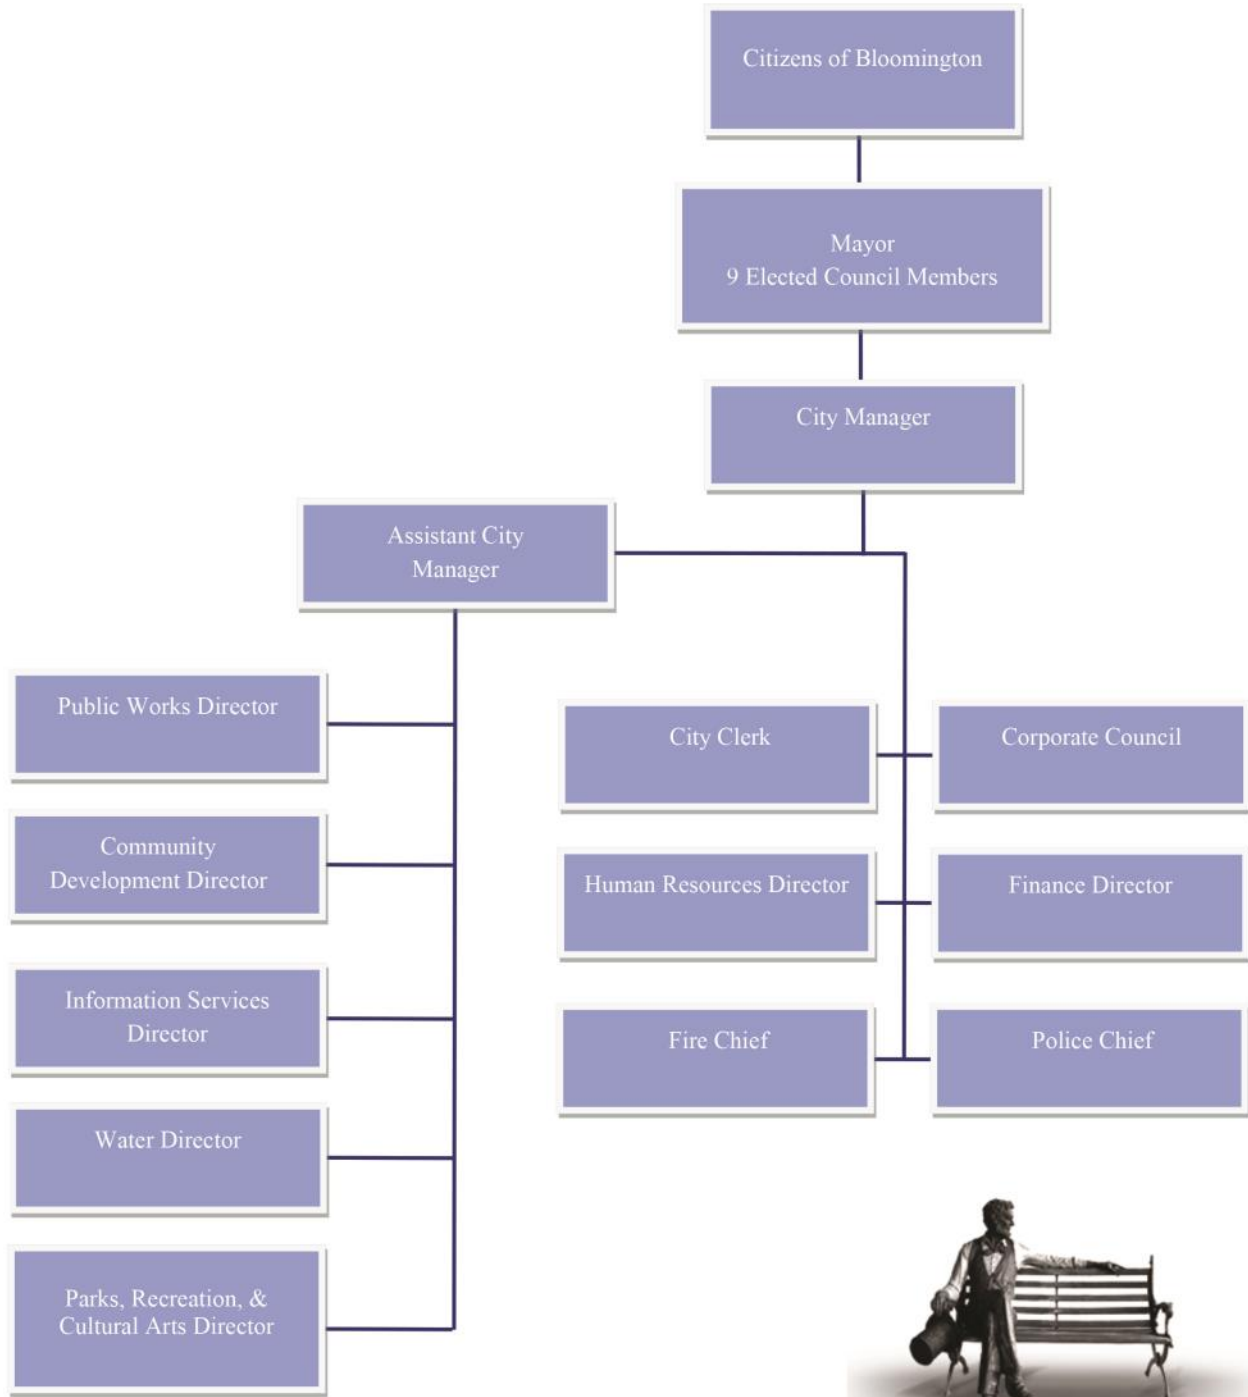 Citizens of Bloomington
Mayor
9 Elected Council Members
City Manager
Assistant City
Manager
Public Works Director
Community
Development Director
Information Services
Director
Water Director
Parks, Recreation, &
Cultural Arts Director
City Clerk
Corporate Council
Human Resources Director
Finance Director
Fire Chief
Police Chief